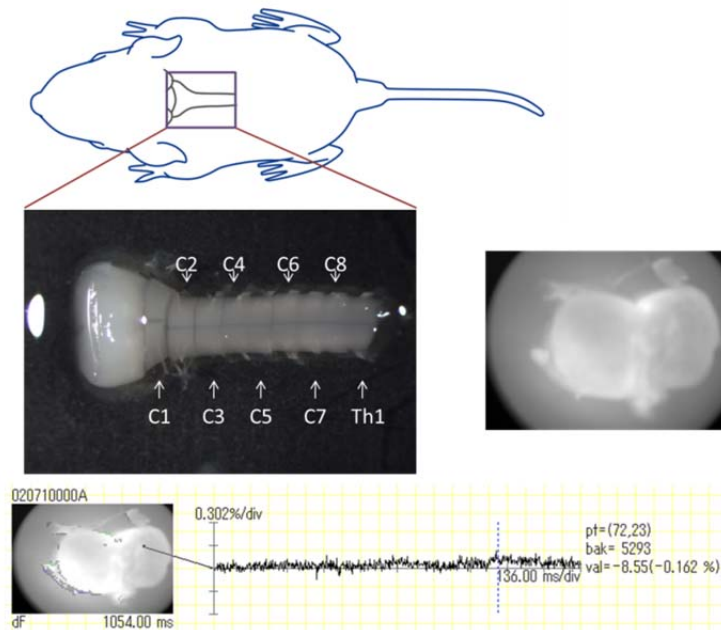 C2 C4 C6 C8
C1 C3 C5 C7 Th1
020710000A
0.302%/div
136.00 ms/div
pt=(72,23)
bak= 5293
val=-8.55(-0.162 %)
dF 1054.00 ms